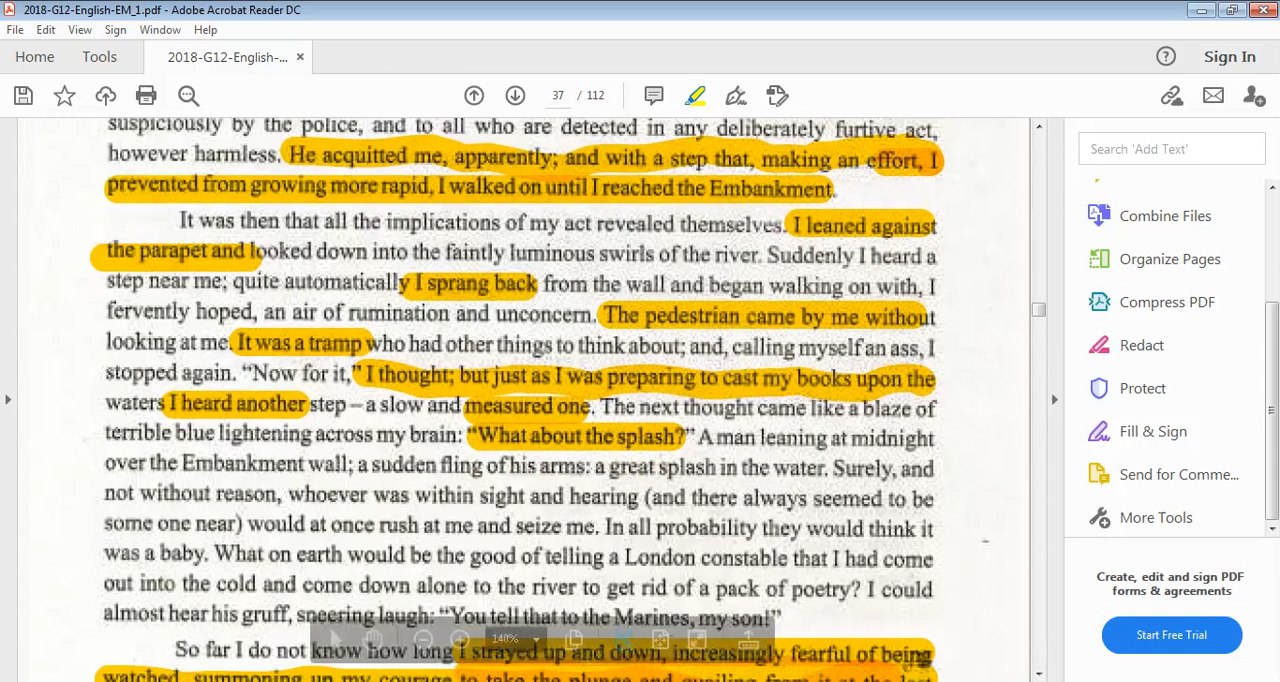 2018-G12-English-EM_1.pdf - Adobe Acrobat Reader DC
File Edit View Sign Window Help
Home Tools 2018-G12-English-... × Sign In
37 / 112
suspiciously by the police, and to all who are detected in any deliberately furtive act,
however harmless. He acquitted me, apparently; and with a step that, making an effort, I
prevented from growing more rapid, I walked on until I reached the Embankment.
It was then that all the implications of my act revealed themselves. I leaned against
the parapet and looked down into the faintly luminous swirls of the river. Suddenly I heard a
step near me; quite automatically I sprang back from the wall and began walking on with, I
fervently hoped, an air of rumination and unconcern. The pedestrian came by me without
looking at me. It was a tramp who had other things to think about; and, calling myself an ass, I
stopped again. “Now for it,” I thought; but just as I was preparing to cast my books upon the
waters I heard another step – a slow and measured one. The next thought came like a blaze of
terrible blue lightening across my brain: “What about the splash?” A man leaning at midnight
over the Embankment wall; a sudden fling of his arms: a great splash in the water. Surely, and
not without reason, whoever was within sight and hearing (and there always seemed to be
some one near) would at once rush at me and seize me. In all probability they would think it
was a baby. What on earth would be the good of telling a London constable that I had come
out into the cold and come down alone to the river to get rid of a pack of poetry? I could
almost hear his gruff, sneering laugh: “You tell that to the Marines, my son!”
140%
So far I do not know how long I strayed up and down, increasingly fearful of being
watched, summoning up my courage to take the plunge and quailing from it at the last
Search 'Add Text'
Combine Files
Organize Pages
Compress PDF
Redact
Protect
Fill & Sign
Send for Comme...
More Tools
Create, edit and sign PDF
forms & agreements
Start Free Trial